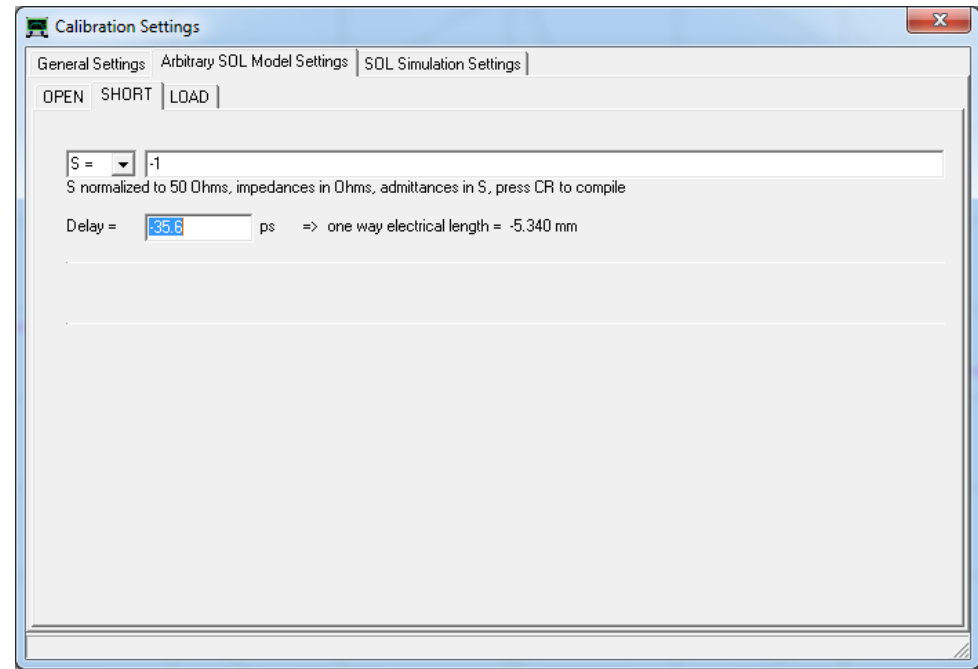 Calibration Settings
General Settings Arbitrary SOL Model Settings SOL Simulation Settings
OPEN SHORT LOAD
S = -1
S normalized to 50 Ohms, impedances in Ohms, admittances in S, press CR to compile
Delay = -35.6 ps => one way electrical length = -5.340 mm